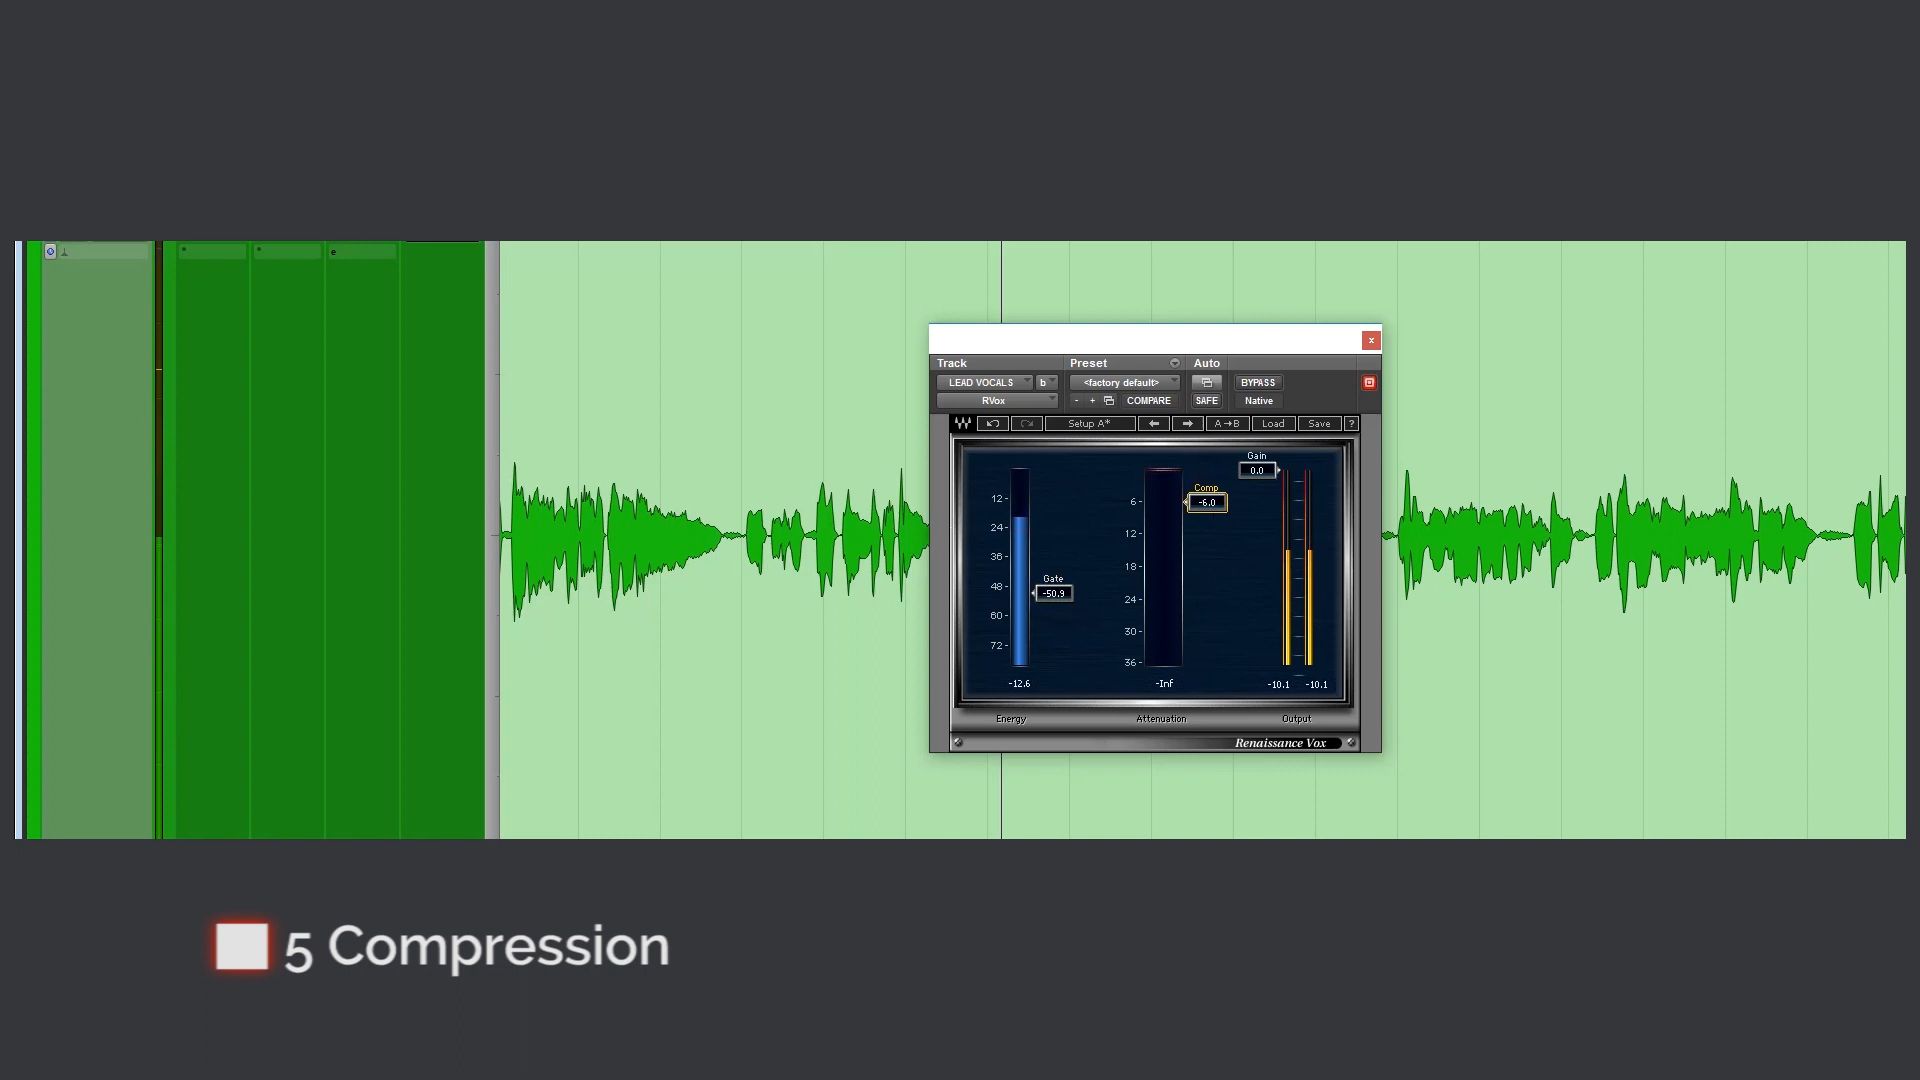 e
x
Track Preset Auto
LEAD VOCALS b <factory default> BYPASS
RVox - + COMPARE SAFE Native
Setup A* A→B Load Save ?
Gain
0.0
Comp
-6.0
12
24
36
48
60
72
Gate
-50.9
6
12
18
24
30
36
-12.6 -Inf -10.1 -10.1
Energy Attenuation Output
Renaissance Vox
5 Compression